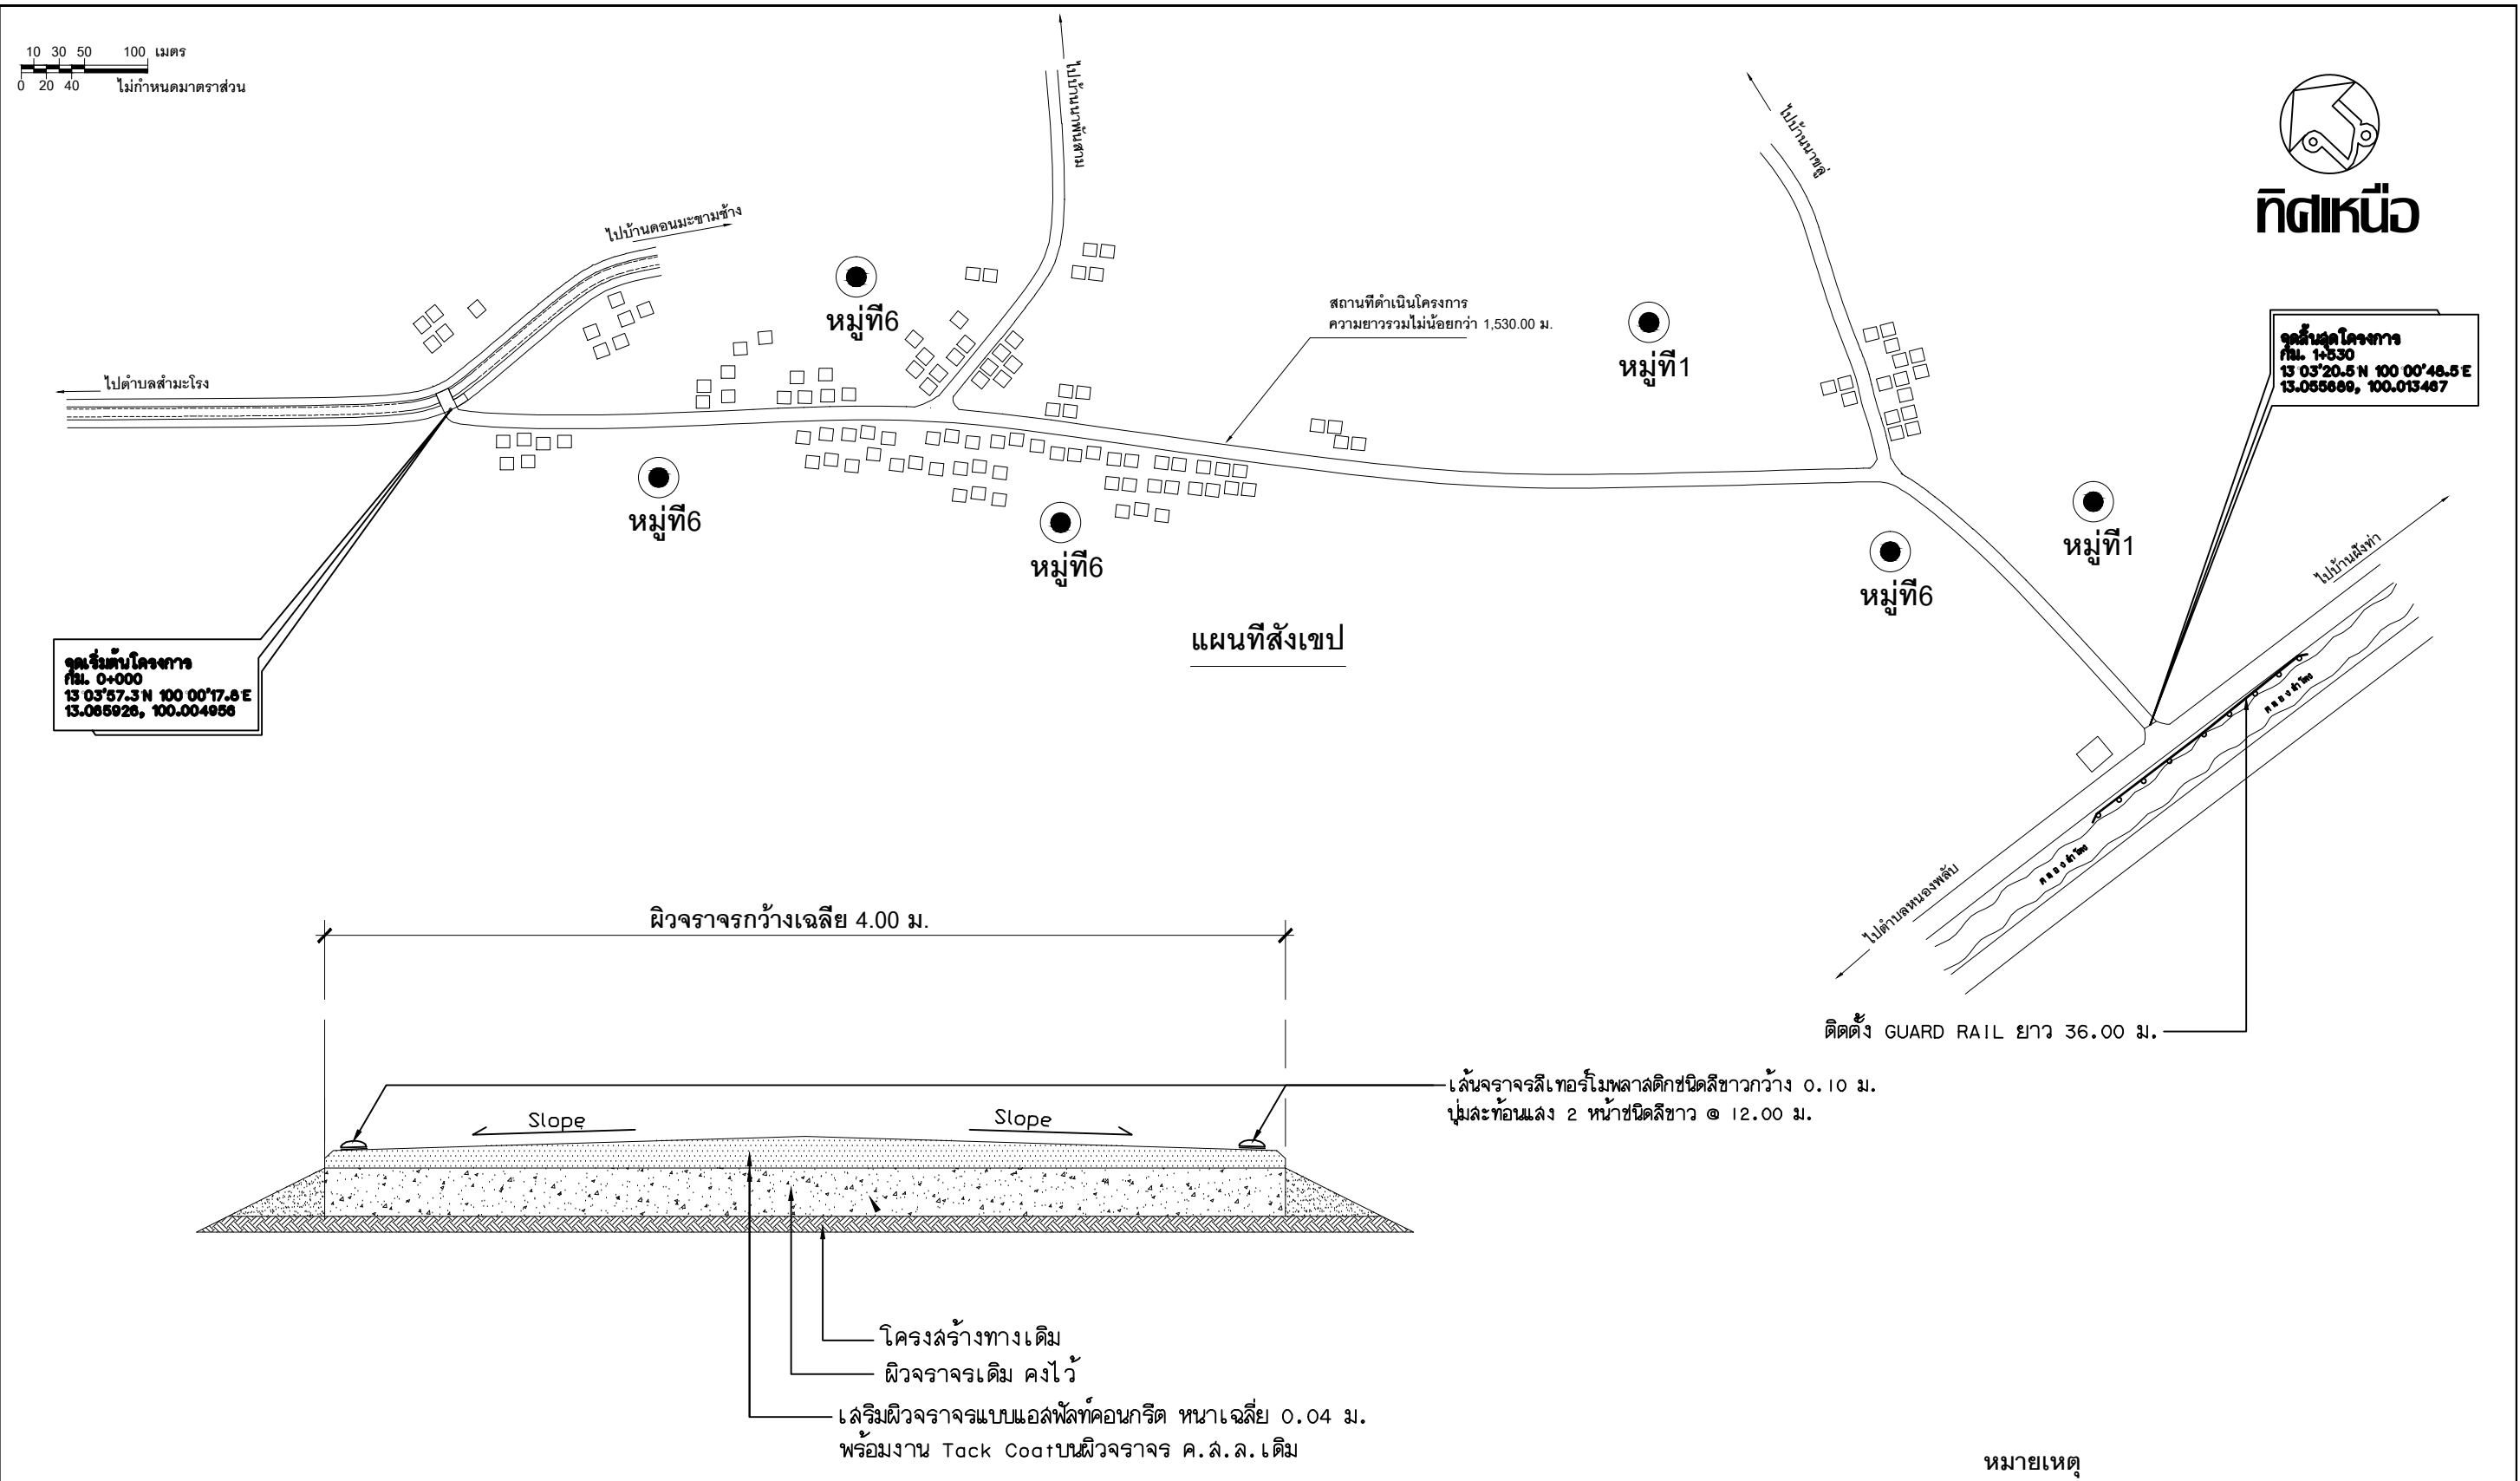 10 30 50 100 เมตร
0 20 40 ไม่กำหนดมาตราส่วน
ไปบ้านนาพันสาม
ไปบ้านนาขลู่
ทิศเหนือ
ไปบ้านดอนมะขามช้าง
หมู่ที่6
สถานที่ดำเนินโครงการ
ความยาวรวมไม่น้อยกว่า 1,530.00 ม.
หมู่ที่1
จุดสิ้นสุดโครงการ
กม. 1+530
13 03'20.5 N 100 00'48.5 E
13.055689, 100.013467
ไปตำบลสำมะโรง
หมู่ที่6
หมู่ที่6
หมู่ที่6
หมู่ที่1
ไปบ้านฝั่งท่า
แผนที่สังเขป
จุดเริ่มต้นโครงการ
กม. 0+000
13 03'57.3 N 100 00'17.8 E
13.065926, 100.004956
ไปตำบลหนองพลับ
ติดตั้ง GUARD RAIL ยาว 36.00 ม.
ผิวจราจรกว้างเฉลี่ย 4.00 ม.
เส้นจราจรสีเทอร์โมพลาสติกชนิดสีขาวกว้าง 0.10 ม.
ปุ่มสะท้อนแสง 2 หน้าชนิดสีขาว @ 12.00 ม.
Slope
Slope
โครงสร้างทางเดิม
ผิวจราจรเดิม คงไว้
เสริมผิวจราจรแบบแอสฟัลท์คอนกรีต หนาเฉลี่ย 0.04 ม.
พร้อมงาน Tack Coatบนผิวจราจร ค.ส.ล.เดิม
หมายเหตุ